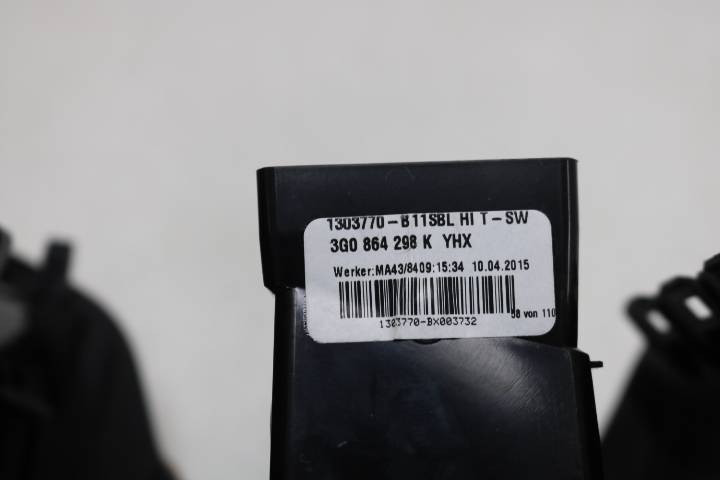 1303770-B11SBL HI T-SW
3G0 864 298 K YHX
Werker:MA43/8409:15:34 10.04.2015
58 von 110
1303770-BX003732